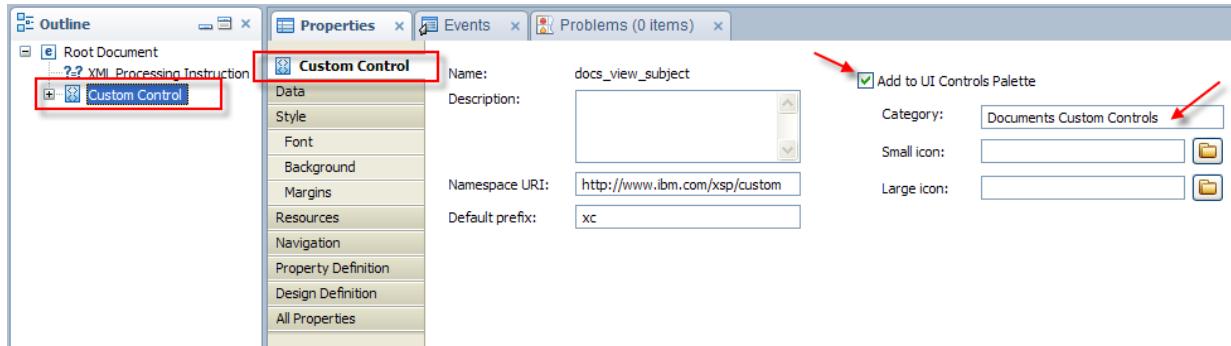 Outline
Root Document
?=? XML Processing Instruction
Custom Control
Properties
Events
Problems (0 items)
Custom Control
Data
Style
Font
Background
Margins
Resources
Navigation
Property Definition
Design Definition
All Properties
Name: docs_view_subject
Description:
Namespace URI: http://www.ibm.com/xsp/custom
Default prefix: xc
Add to UI Controls Palette
Category: Documents Custom Controls
Small icon:
Large icon: